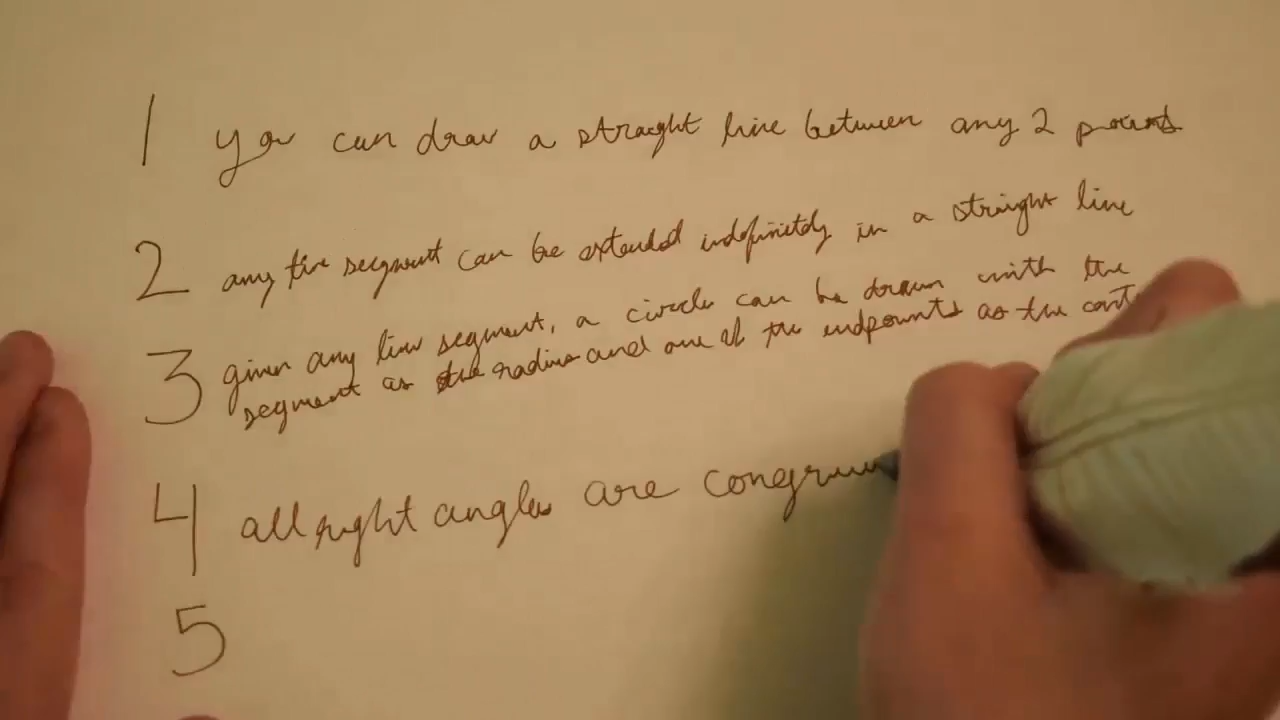 1 you can draw a straight line between any 2 points
2 any line segment can be extended indefinitely in a straight line
3 given any line segment, a circle can be drawn with the
segment as the radius and one of the endpoints as the cent
4 all right angles are congruen
5